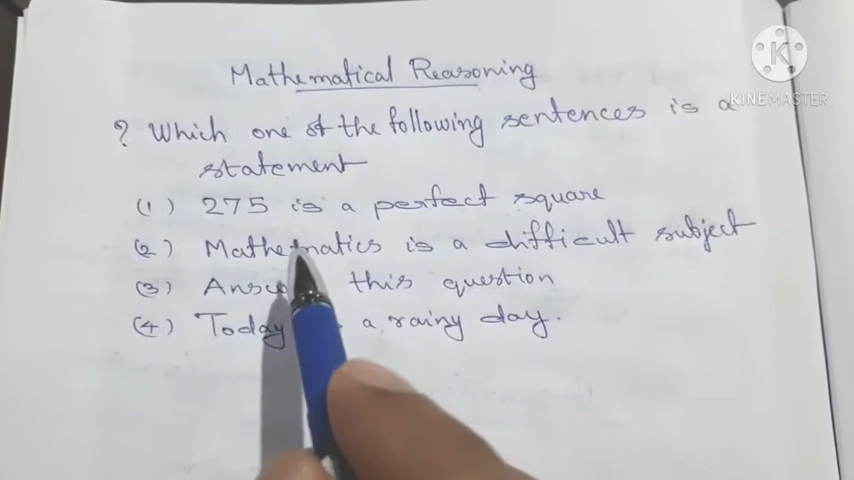 Mathematical Reasoning
K
KINEMASTER
? Which one of the following sentences is a
statement
(1) 275 is a perfect square
(2) Mathematics is a difficult subject
(3) this question
(4) Today a rainy day.